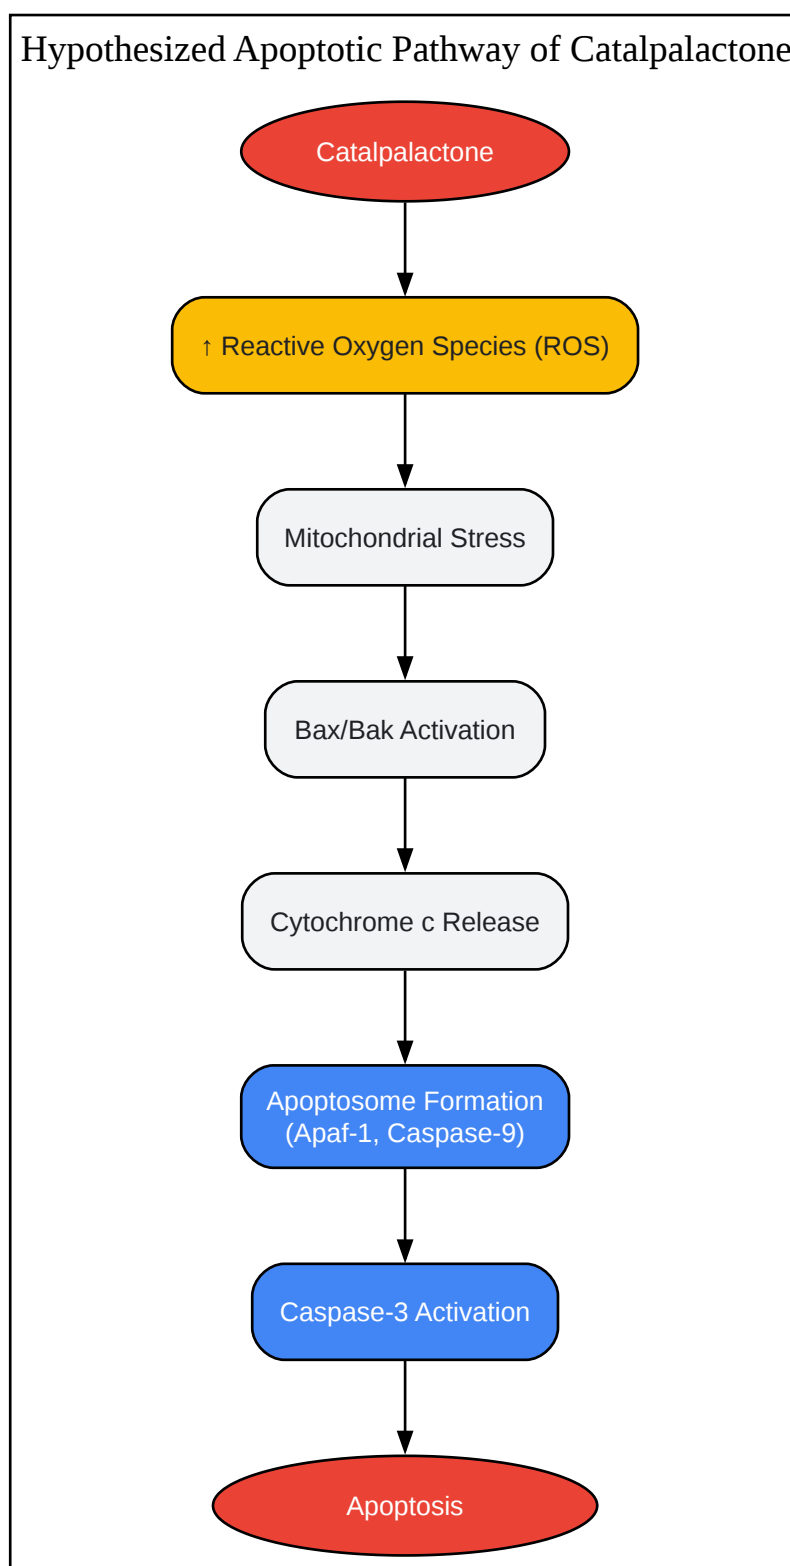 Hypothesized Apoptotic Pathway of Catalpalactone
Catalpalactone
↑ Reactive Oxygen Species (ROS)
Mitochondrial Stress
Bax/Bak Activation
Cytochrome c Release
Apoptosome Formation
(Apaf-1, Caspase-9)
Caspase-3 Activation
Apoptosis